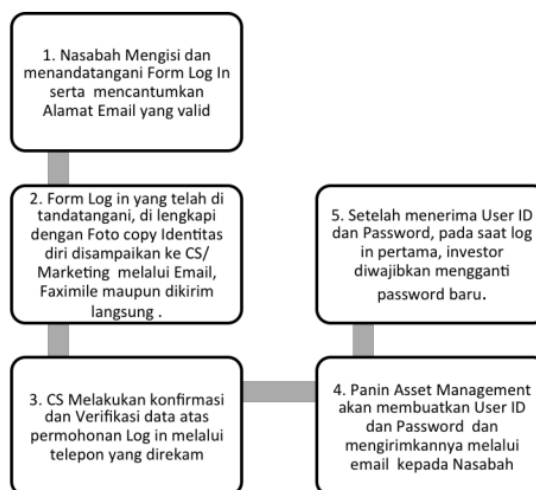 1. Nasabah Mengisi dan
menandatangani Form Log In
serta mencantumkan
Alamat Email yang valid
2. Form Log in yang telah di
tandatangani, di lengkapi
dengan Foto copy Identitas
diri disampaikan ke CS/
Marketing melalui Email,
Faximile maupun dikirim
langsung .
3. CS Melakukan konfirmasi
dan Verifikasi data atas
permohonan Log in melalui
telepon yang direkam
4. Panin Asset Management
akan membuatkan User ID
dan Password dan
mengirimkannya melalui
email kepada Nasabah
5. Setelah menerima User ID
dan Password, pada saat log
in pertama, investor
diwajibkan mengganti
password baru.